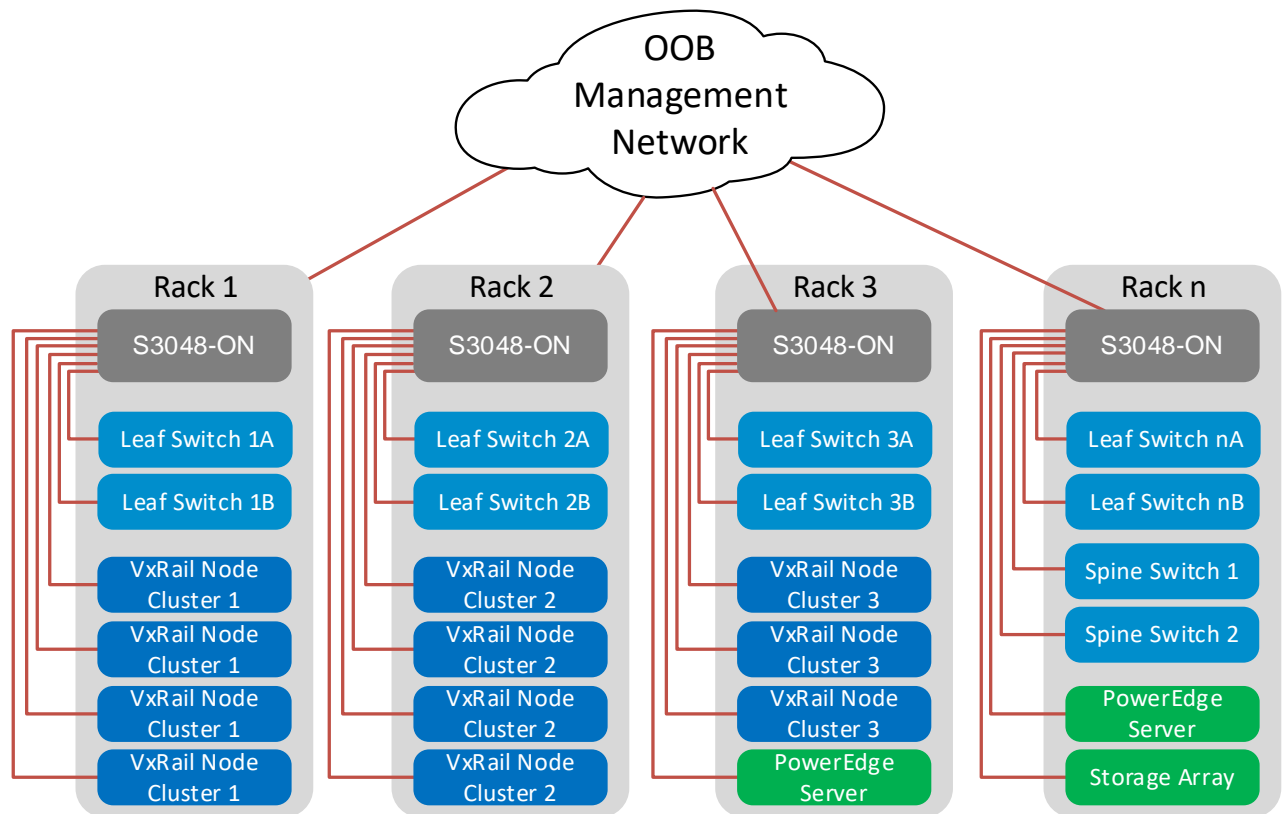 OOB
Management
Network
Rack 1
S3048-ON
Leaf Switch 1A
Leaf Switch 1B
VxRail Node
Cluster 1
VxRail Node
Cluster 1
VxRail Node
Cluster 1
VxRail Node
Cluster 1
Rack 2
S3048-ON
Leaf Switch 2A
Leaf Switch 2B
VxRail Node
Cluster 2
VxRail Node
Cluster 2
VxRail Node
Cluster 2
VxRail Node
Cluster 2
Rack 3
S3048-ON
Leaf Switch 3A
Leaf Switch 3B
VxRail Node
Cluster 3
VxRail Node
Cluster 3
VxRail Node
Cluster 3
PowerEdge
Server
Rack n
S3048-ON
Leaf Switch nA
Leaf Switch nB
Spine Switch 1
Spine Switch 2
PowerEdge
Server
Storage Array